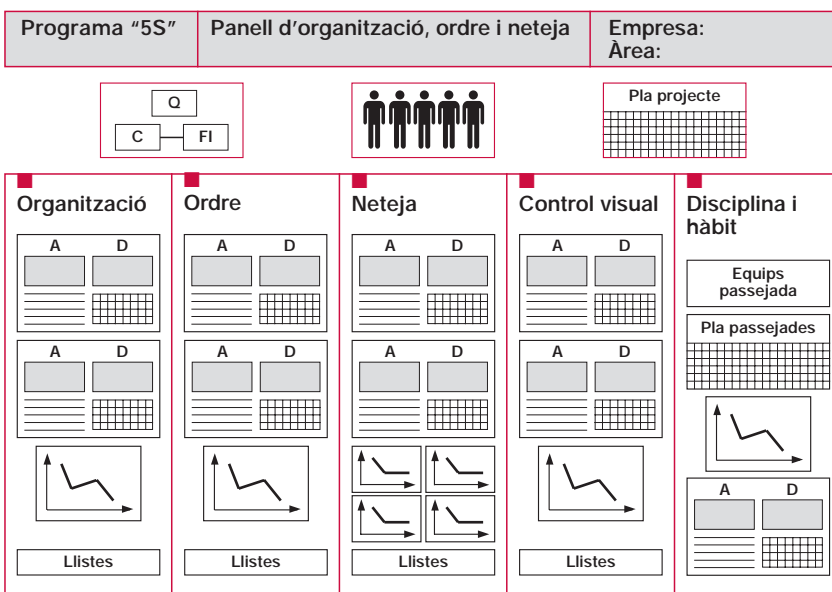 Programa “5S”
Panell d’organització, ordre i neteja
Empresa:
Àrea:
Q
C
FI
Pla projecte
Organització
A D
A D
Llistes
Ordre
A D
A D
Llistes
Neteja
A D
A D
Llistes
Control visual
A D
A D
Llistes
Disciplina i
hàbit
Equips
passejada
Pla passejades
A D